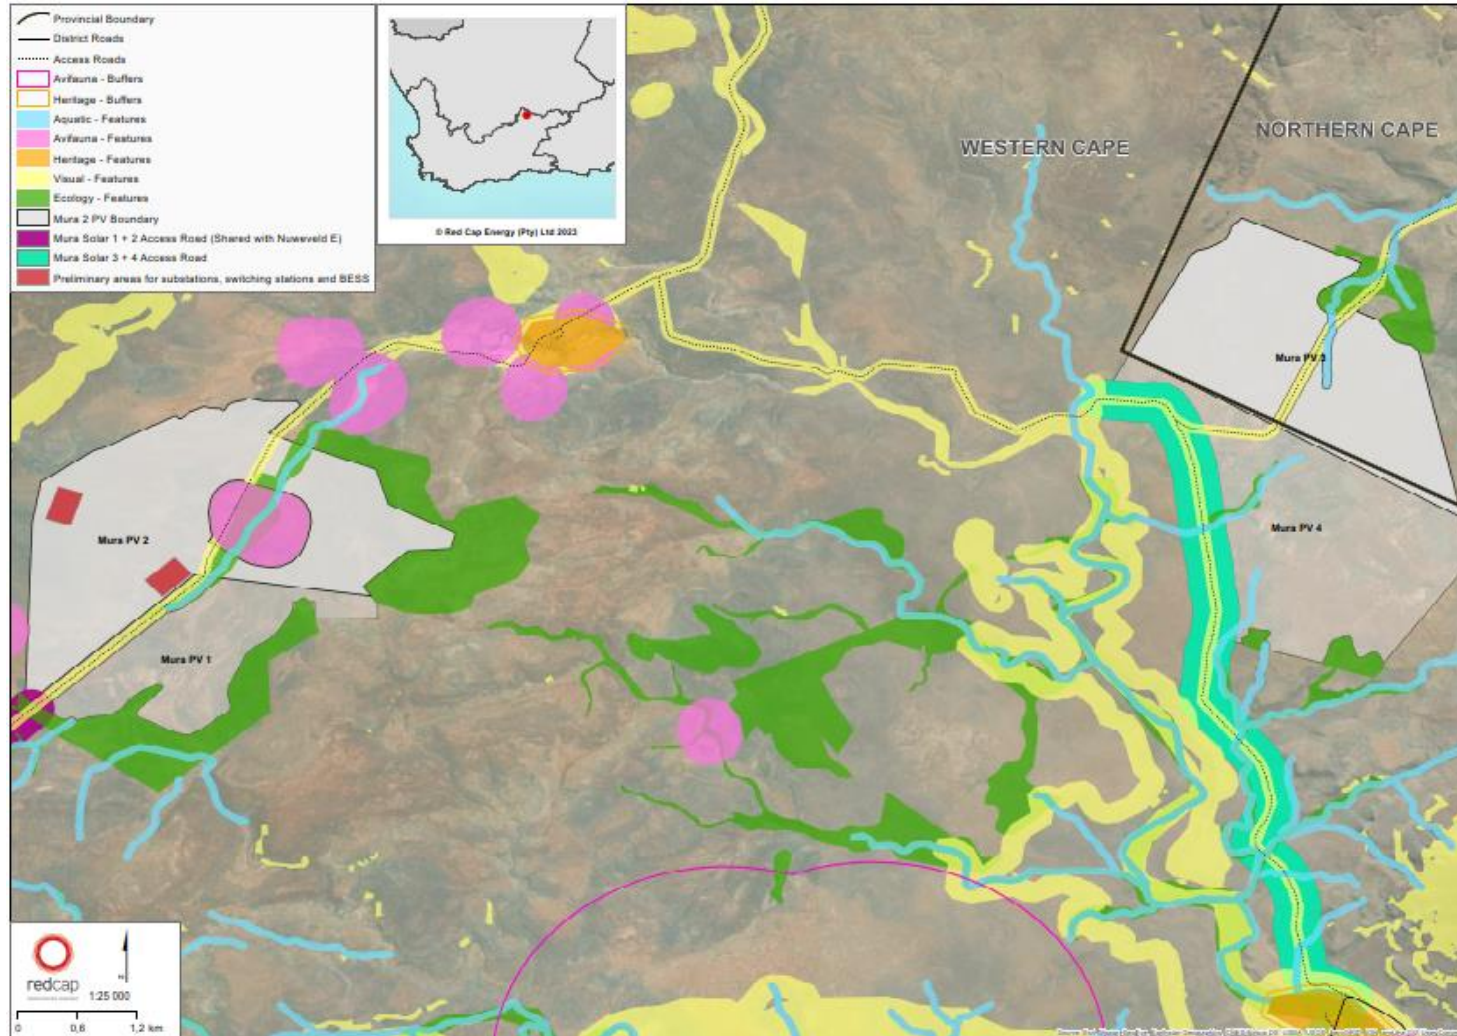 Provincial Boundary
District Roads
Access Roads
Avifauna - Buffers
Heritage - Buffers
Aquatic - Features
Avifauna - Features
Heritage - Features
Visual - Features
Ecology - Features
Mura 2 PV Boundary
Mura Solar 1 + 2 Access Road (Shared with Nuweveld E)
Mura Solar 3 + 4 Access Road
Preliminary areas for substations, switching stations and BESS
© Red Cap Energy (Pty) Ltd 2023
WESTERN CAPE
NORTHERN CAPE
Mura PV 3
Mura PV 4
Mura PV 2
Mura PV 1
redcap
N
1:25 000
0 0,6 1,2 km